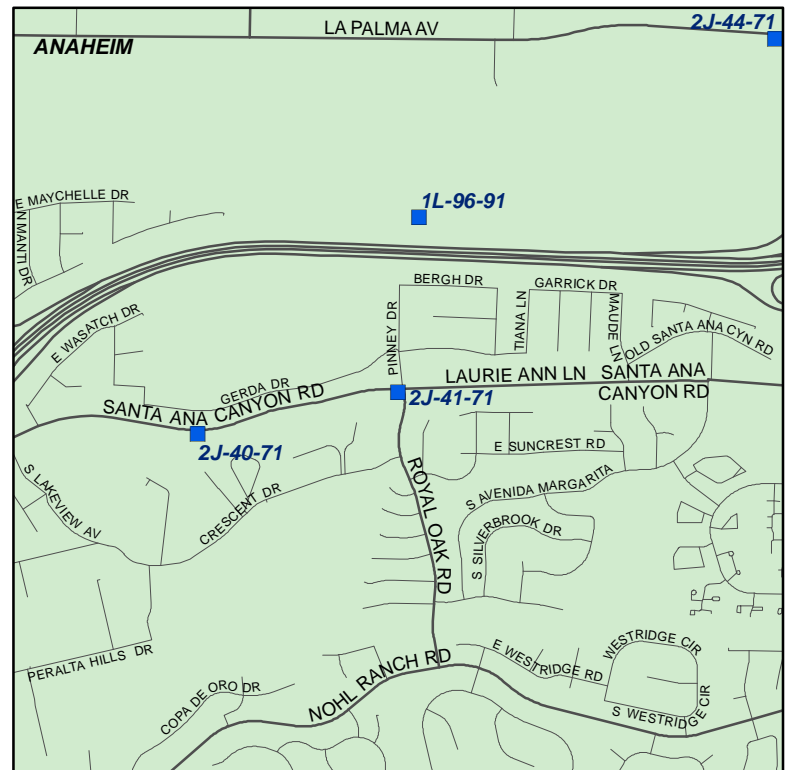 LA PALMA AV
2J-44-71
ANAHEIM
E MAYCHELLE DR
N MANTI DR
1L-96-91
BERGH DR
GARRICK DR
PINNEY DR
TIANA LN
MAUDE LN
E WASATCH DR
OLD SANTA ANA CYN RD
GERDA DR
LAURIE ANN LN
SANTA ANA
CANYON RD
SANTA ANA CANYON RD
2J-41-71
2J-40-71
E SUNCREST RD
S LAKEVIEW AV
CRESCENT DR
ROYAL OAK RD
S AVENIDA MARGARITA
S SILVERBROOK DR
PERALTA HILLS DR
COPA DE ORO DR
NOHL RANCH RD
E WESTRIDGE RD
WESTRIDGE CIR
S WESTRIDGE CIR